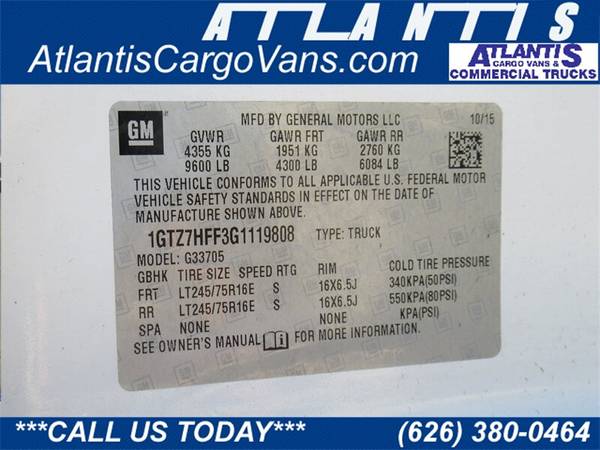 ATLANTIS
AtlantisCargoVans.com
ATLANTIS
CARGO VANS &
COMMERCIAL TRUCKS
GM
MFD BY GENERAL MOTORS LLC 10/15
GVWR GAWR FRT GAWR RR
4355 KG 1951 KG 2760 KG
9600 LB 4300 LB 6084 LB
THIS VEHICLE CONFORMS TO ALL APPLICABLE U.S. FEDERAL MOTOR
VEHICLE SAFETY STANDARDS IN EFFECT ON THE DATE OF
MANUFACTURE SHOWN ABOVE.
1GTZ7HFF3G1119808 TYPE: TRUCK
MODEL: G33705
GBHK TIRE SIZE SPEED RTG RIM COLD TIRE PRESSURE
FRT LT245/75R16E S 16X6.5J 340KPA(50PSI)
RR LT245/75R16E S 16X6.5J 550KPA(80PSI)
SPA NONE NONE KPA(PSI)
SEE OWNER'S MANUAL FOR MORE INFORMATION.
***CALL US TODAY*** (626) 380-0464